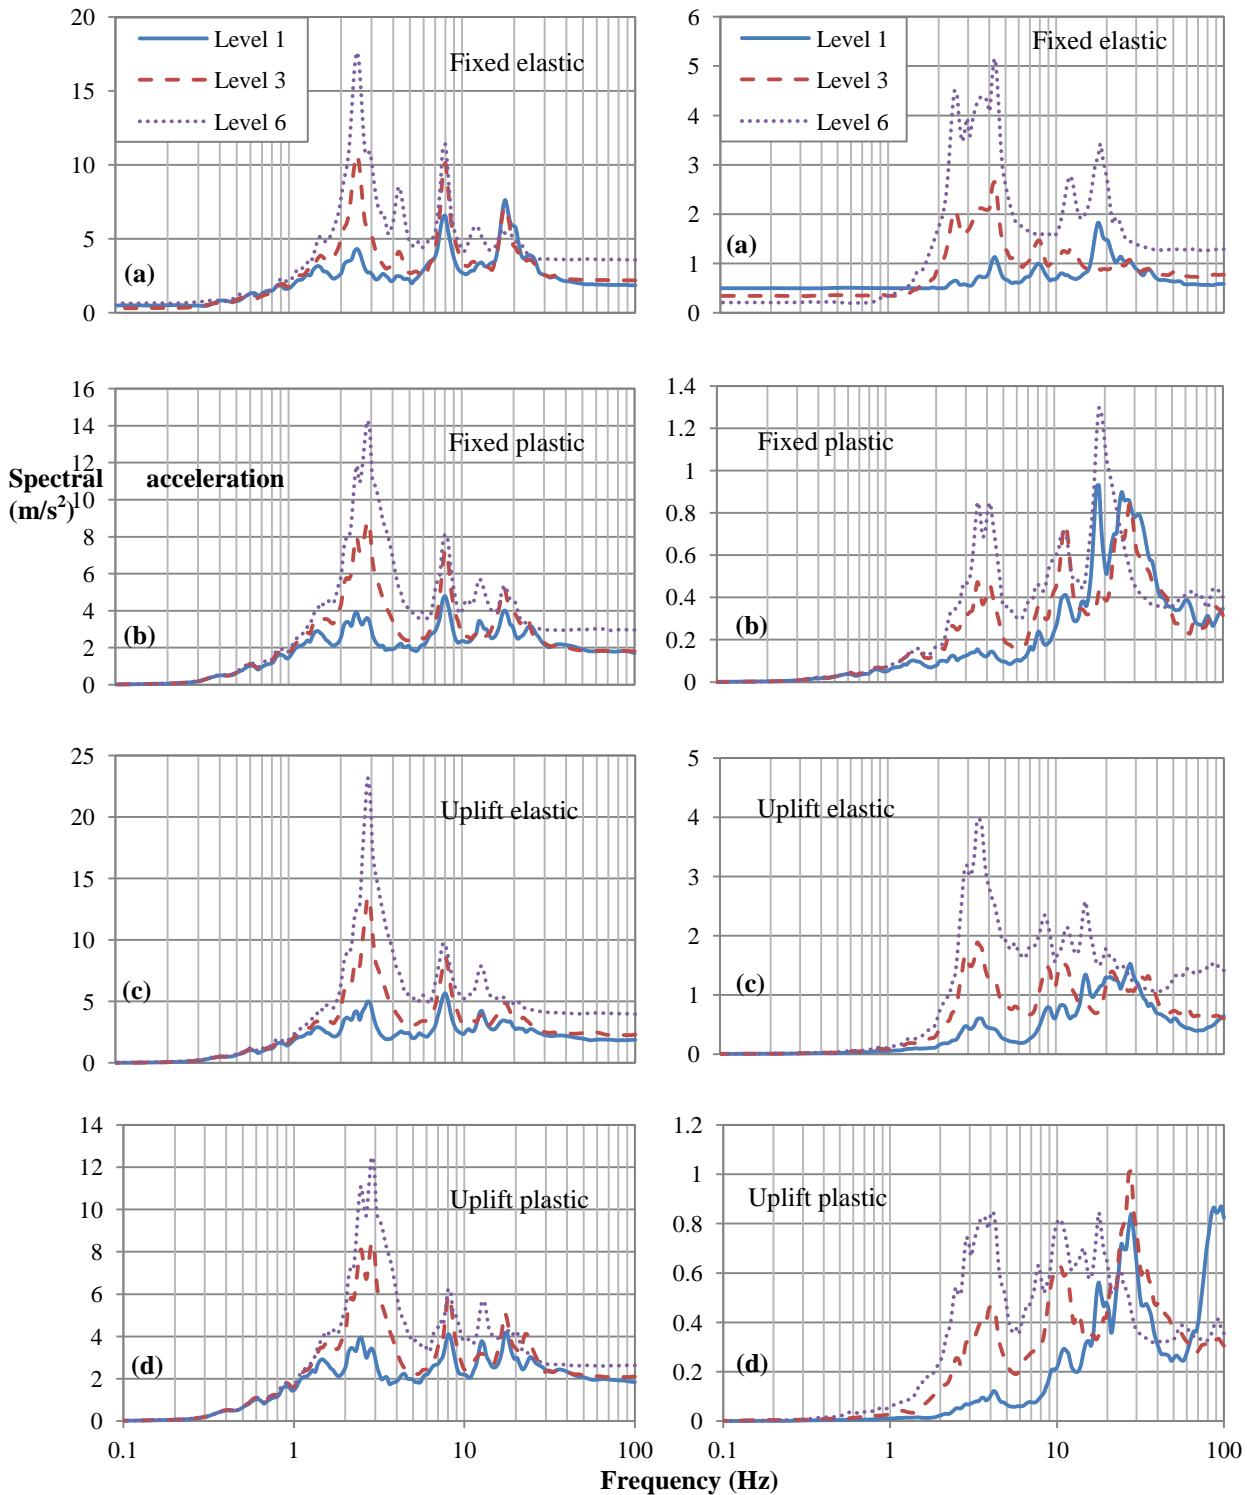 20
15
10
5
0
Level 1
Level 3
Level 6
Fixed elastic
(a)
6
5
4
3
2
1
0
Level 1
Level 3
Level 6
Fixed elastic
(a)
16
14
12
10
8
6
4
2
0
Fixed plastic
Spectral acceleration
(m/s²)
(b)
1.4
1.2
1
0.8
0.6
0.4
0.2
0
Fixed plastic
(b)
25
20
15
10
5
0
Uplift elastic
(c)
5
4
3
2
1
0
Uplift elastic
(c)
14
12
10
8
6
4
2
0
Uplift plastic
(d)
0.1 1 10 100
1.2
1
0.8
0.6
0.4
0.2
0
Uplift plastic
(d)
0.1 1 10 100
Frequency (Hz)